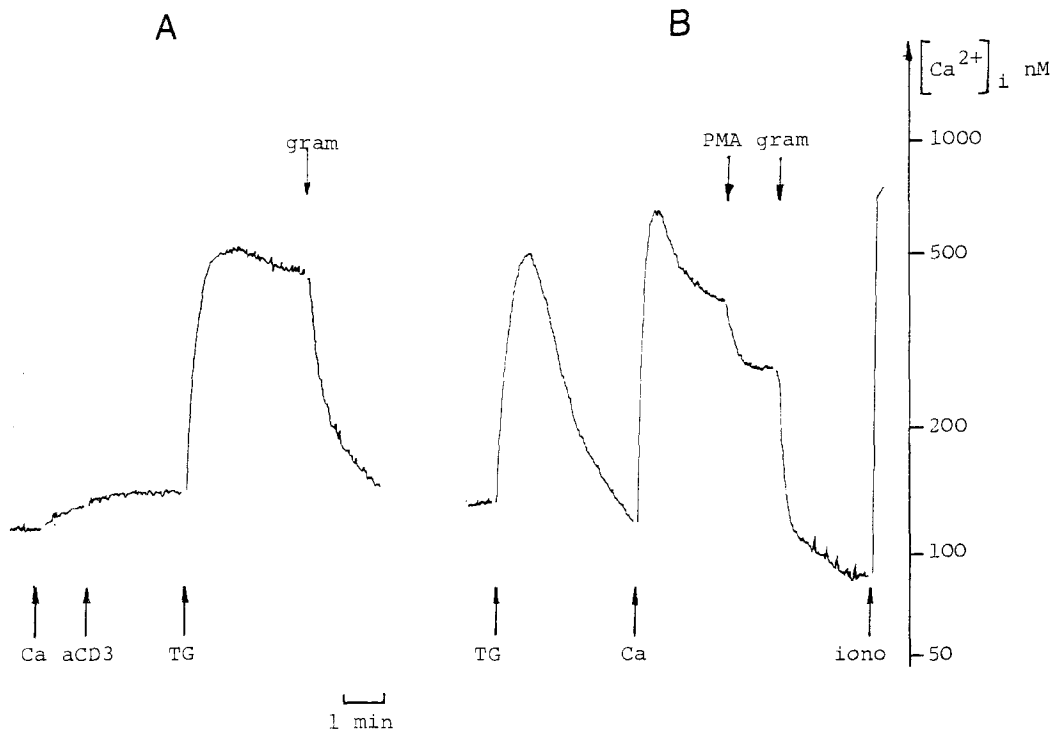 A
B
[Ca2+]i nM
gram
PMA gram
1000
500
200
100
50
Ca aCD3 TG
TG Ca iono
1 min